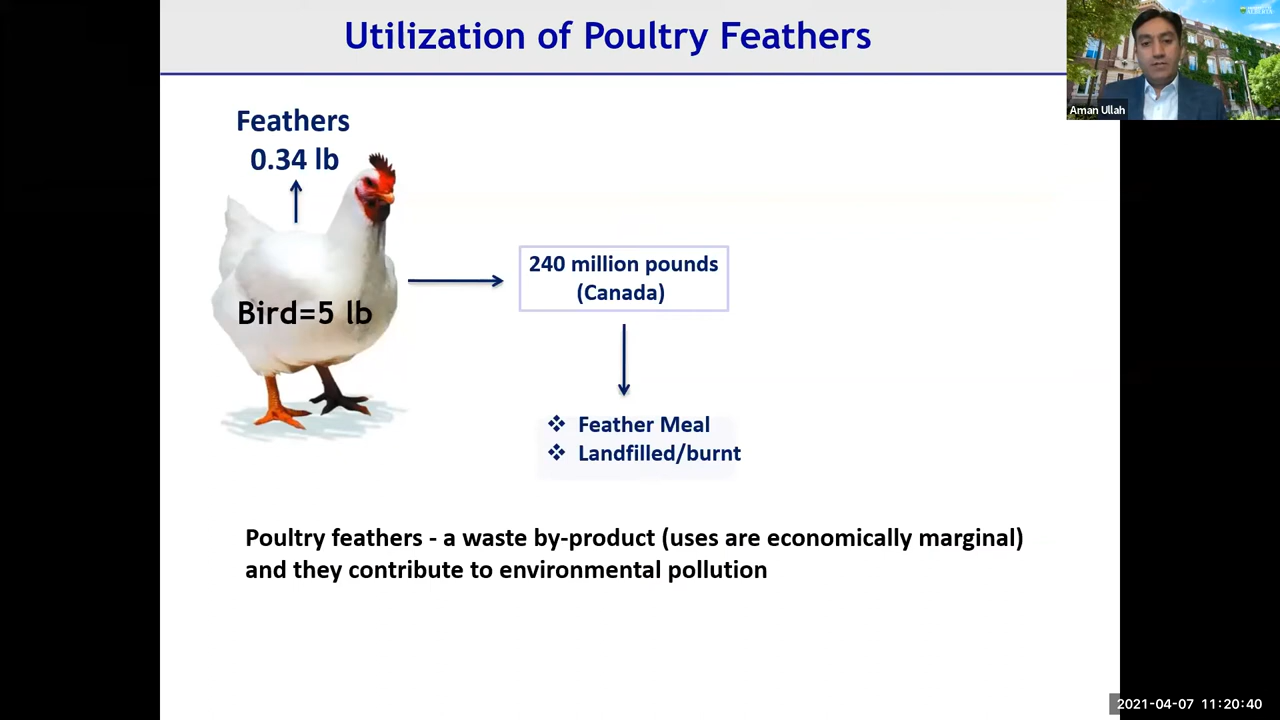 Utilization of Poultry Feathers
Aman Ullah
Feathers
0.34 lb
Bird=5 lb
240 million pounds
(Canada)
❖ Feather Meal
❖ Landfilled/burnt
Poultry feathers - a waste by-product (uses are economically marginal)
and they contribute to environmental pollution
2021-04-07 11:20:40